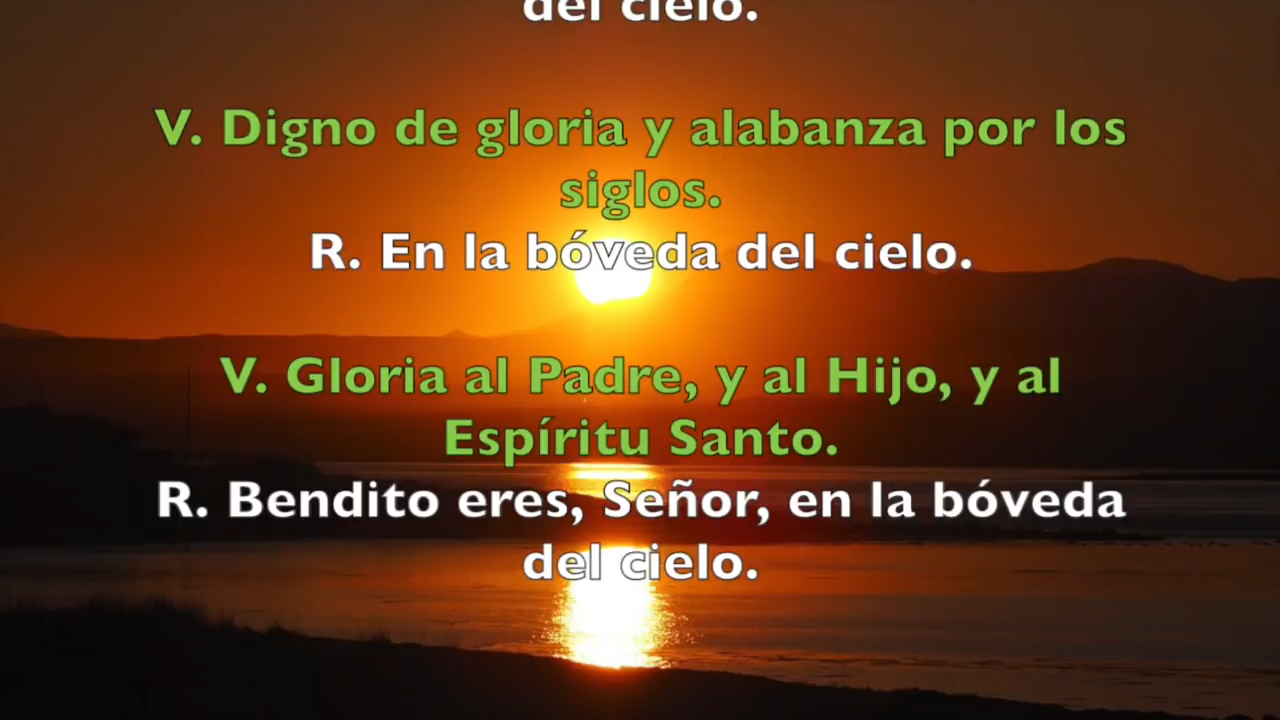 del cielo.
V. Digno de gloria y alabanza por los
siglos.
R. En la bóveda del cielo.
V. Gloria al Padre, y al Hijo, y al
Espíritu Santo.
R. Bendito eres, Señor, en la bóveda
del cielo.